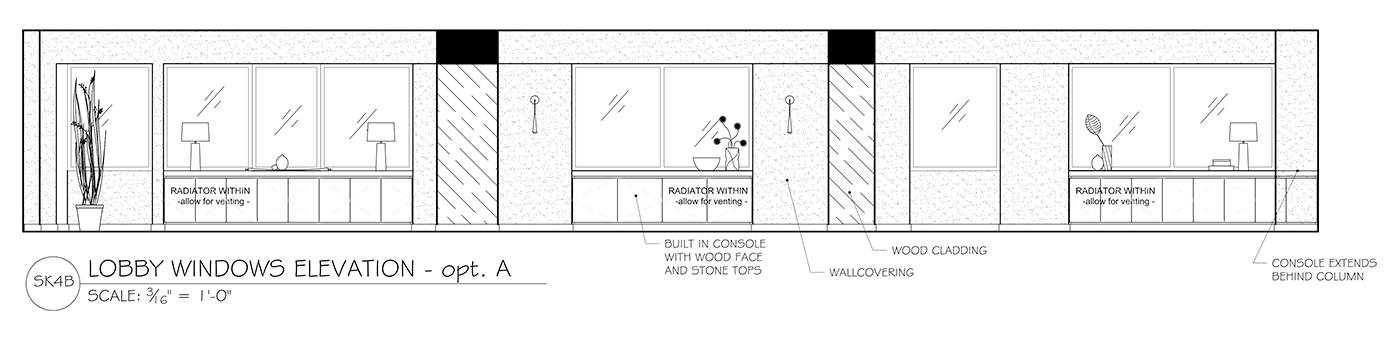 RADIATOR WITHIN
-allow for venting -
RADIATOR WITHIN
-allow for venting -
RADIATOR WITHIN
-allow for venting -
BUILT IN CONSOLE
WITH WOOD FACE
AND STONE TOPS
WALLCOVERING
WOOD CLADDING
CONSOLE EXTENDS
BEHIND COLUMN
SK4B
LOBBY WINDOWS ELEVATION - opt. A
SCALE: 3/16" = 1'-0"